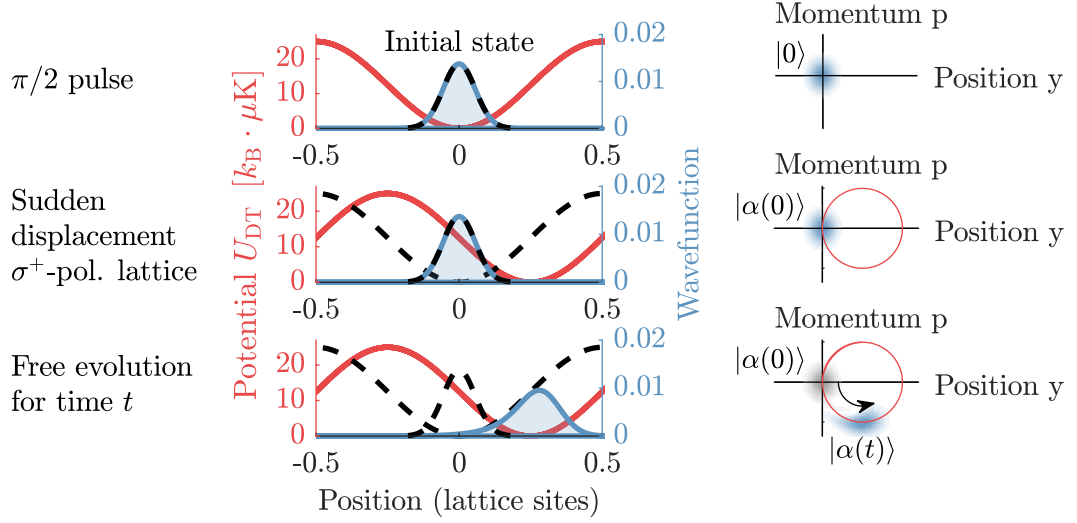 π/2 pulse
Initial state
20
10
0
0.02
0.01
0
-0.5
0
0.5
Momentum p
|0⟩
Position y
Sudden
displacement
σ⁺-pol. lattice
20
10
0
0.02
0.01
0
-0.5
0
0.5
Momentum p
|α(0)⟩
Position y
Free evolution
for time t
20
10
0
0.02
0.01
0
-0.5
0
0.5
Momentum p
|α(0)⟩
Position y
|α(t)⟩
Potential U_DT [k_B · μK]
Wavefunction
Position (lattice sites)